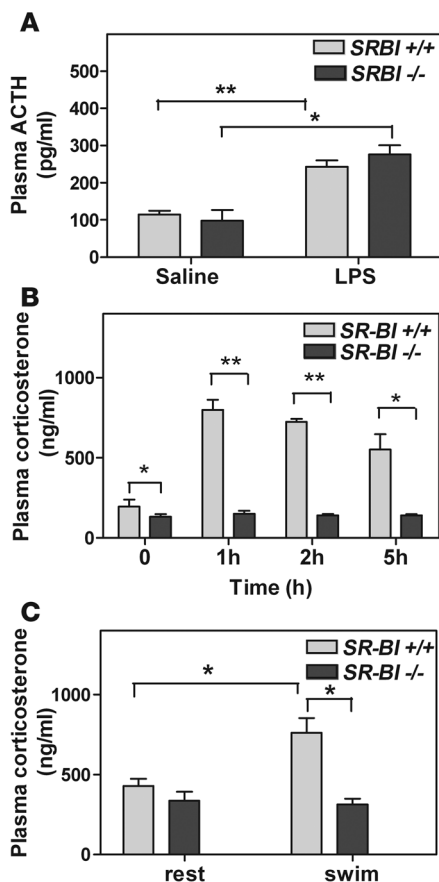 A
SRBI +/+
SRBI -/-
Plasma ACTH
(pg/ml)
500
400
300
200
100
0
**
*
Saline LPS
B
SR-BI +/+
SR-BI -/-
Plasma corticosterone
(ng/ml)
1000
500
0
*
**
**
*
0 1h 2h 5h
Time (h)
C
SR-BI +/+
SR-BI -/-
Plasma corticosterone
(ng/ml)
1000
500
0
*
*
rest swim